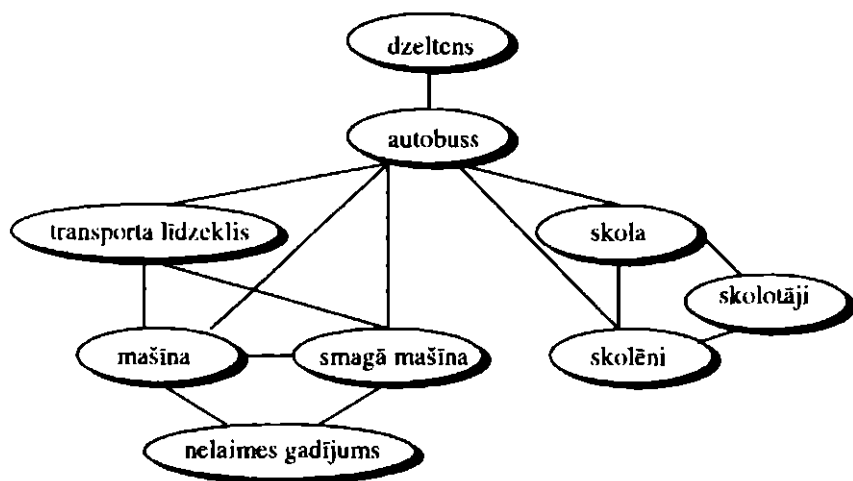 dzeltens
autobuss
transporta līdzeklis
skola
skolotāji
mašīna
smagā mašīna
skolēni
nelaimes gadījums